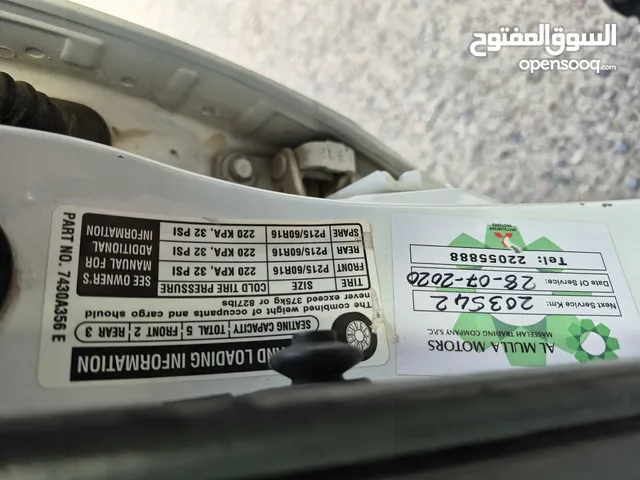 السوق المفتوح
opensooq.com
TIRE AND LOADING INFORMATION
SEATING CAPACITY TOTAL 5 FRONT 2 REAR 3
The combined weight of occupants and cargo should
never exceed 375kg or 827lbs
TIRE SIZE COLD TIRE PRESSURE
FRONT P215/60R16 220 KPA, 32 PSI
REAR P215/60R16 220 KPA, 32 PSI
SPARE P215/60R16 220 KPA, 32 PSI
SEE OWNER'S
MANUAL FOR
ADDITIONAL
INFORMATION
PART NO. 7430A356 E
AL MULLA MOTORS
MASEELAH TRADING COMPANY S.P.C.
Next Service Km: 203542
Date Of Service: 28-07-2020
Tel: 22055888
MITSUBISHI
MOTORS